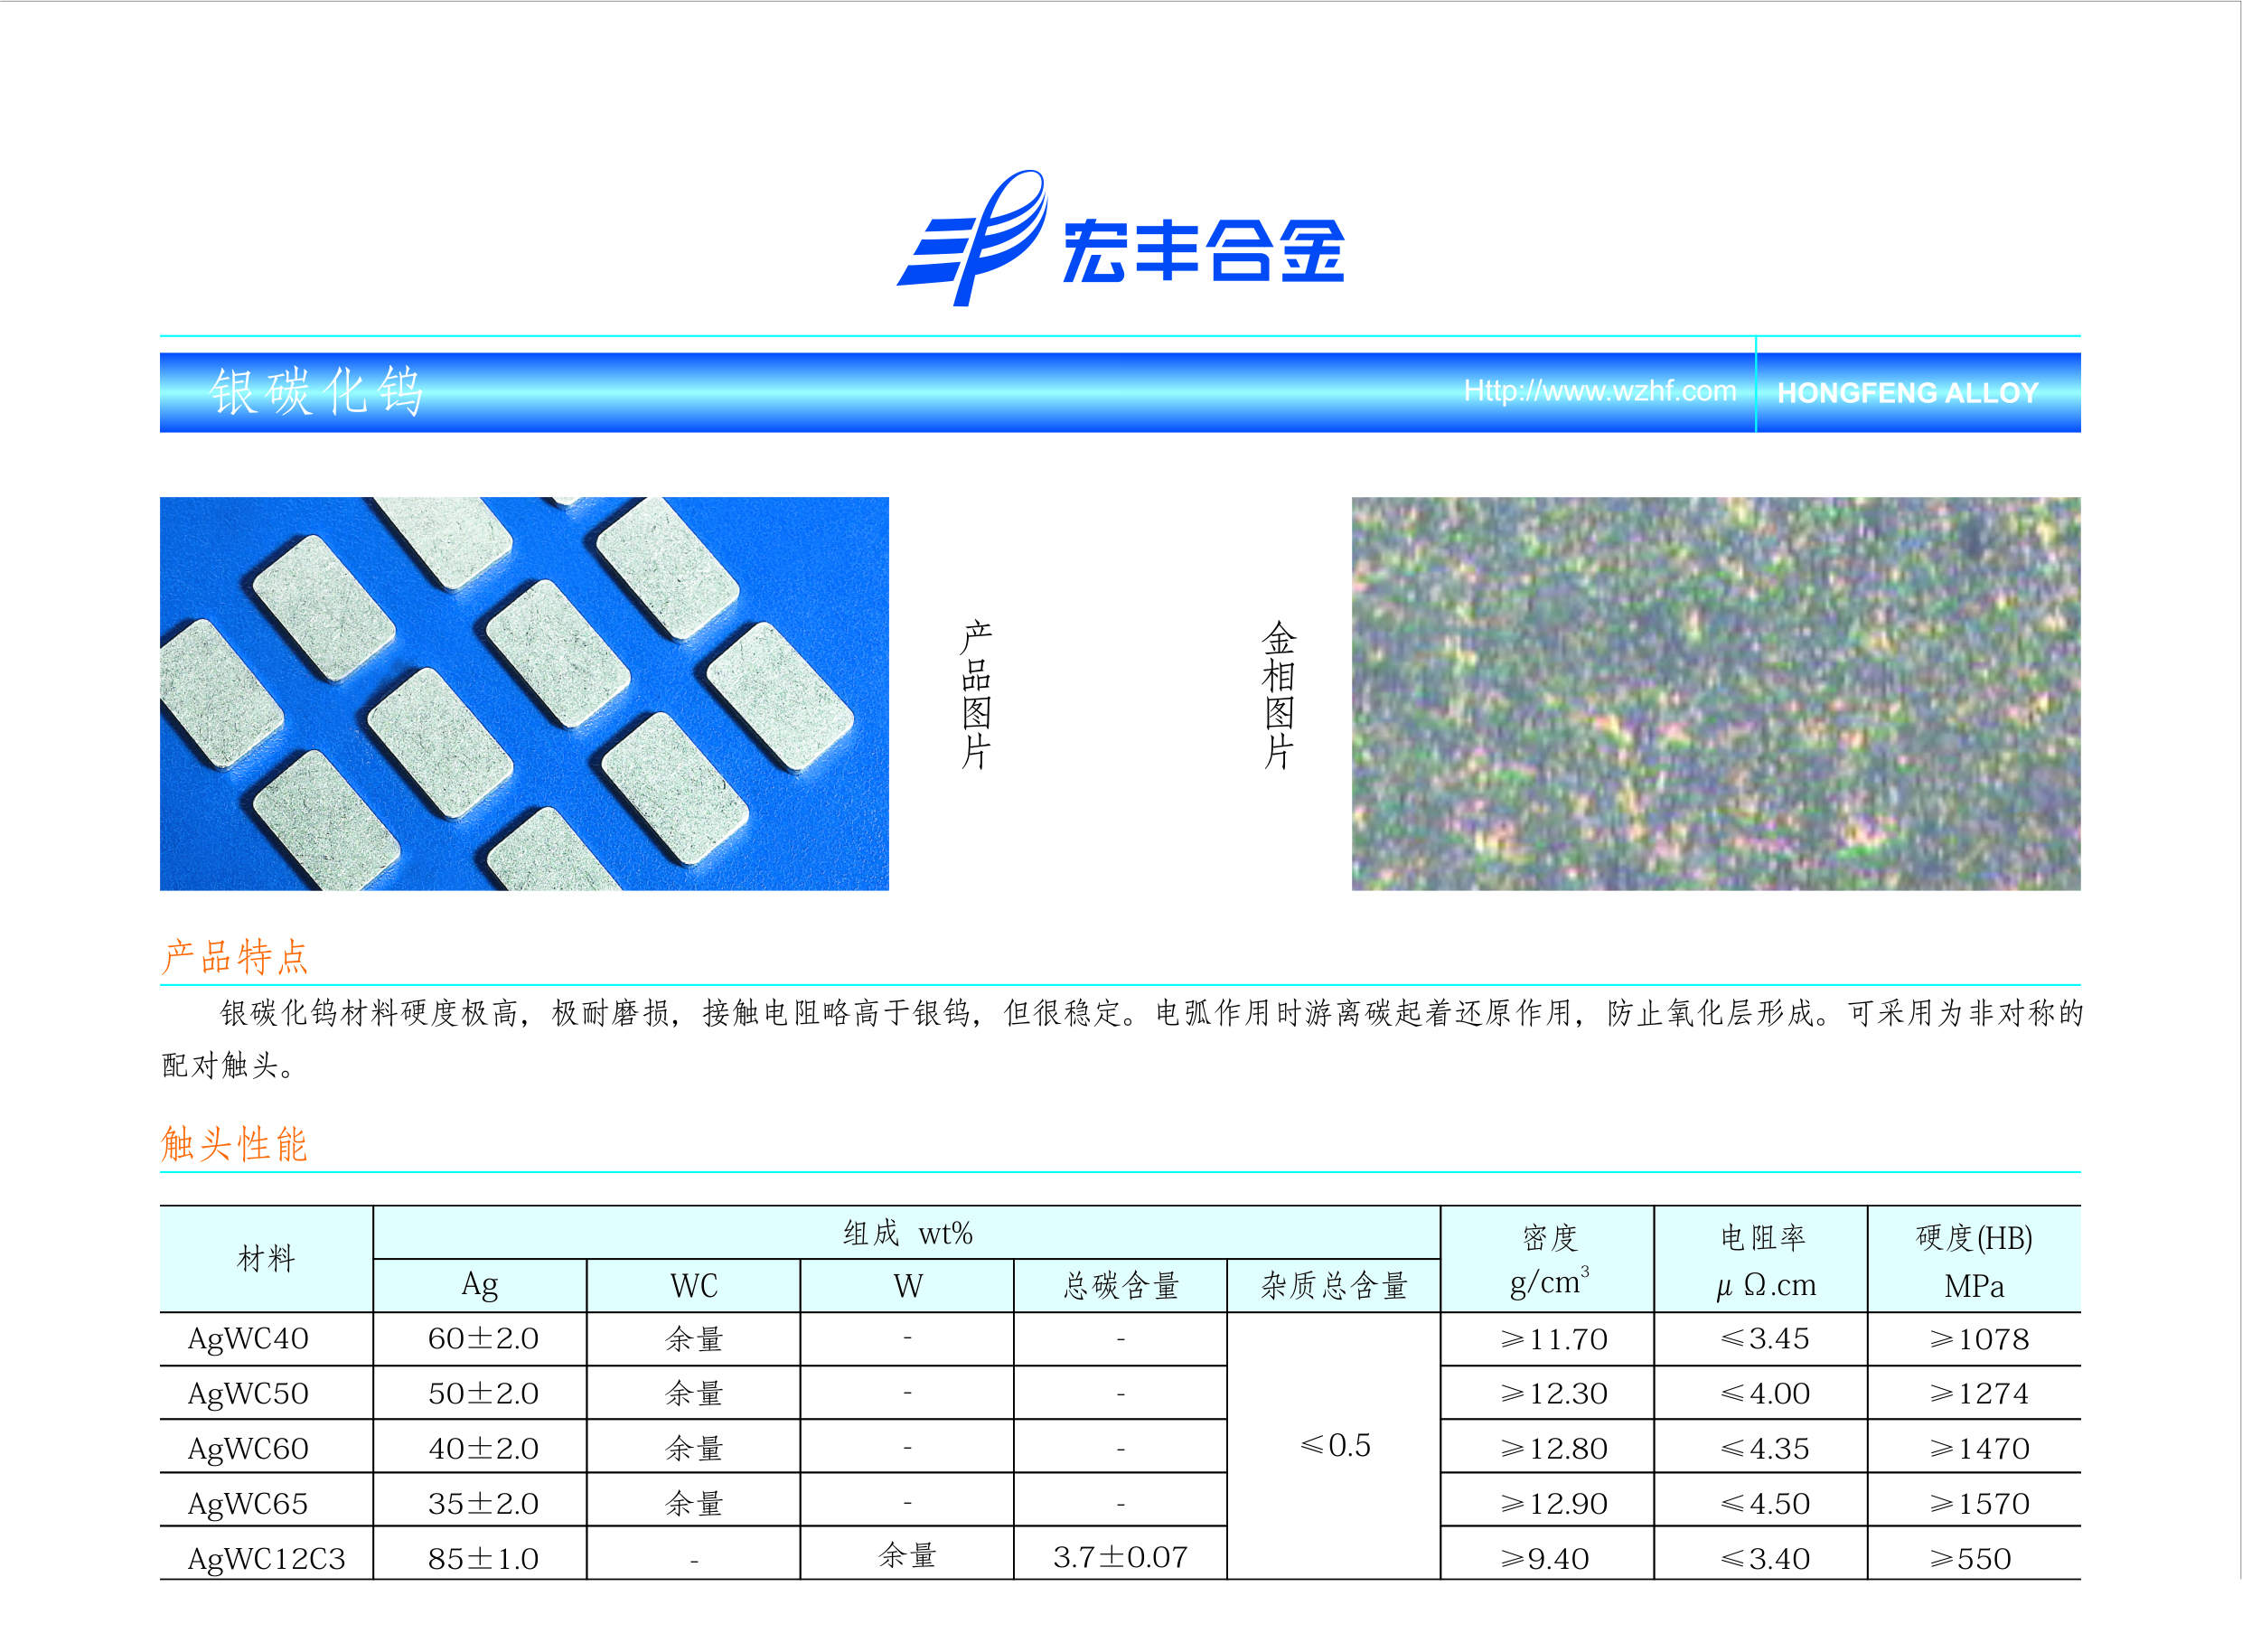 宏丰合金
银碳化钨 Http://www.wzhf.com HONGFENG ALLOY
产品图片
金相图片
产品特点
银碳化钨材料硬度极高，极耐磨损，接触电阻略高于银钨，但很稳定。电弧作用时游离碳起着还原作用，防止氧化层形成。可采用为非对称的
配对触头。
触头性能
材料 组成 wt% 密度 g/cm³ 电阻率 μΩ.cm 硬度(HB) MPa
Ag WC W 总碳含量 杂质总含量
AgWC40 60±2.0 余量 - - ≥11.70 ≤3.45 ≥1078
AgWC50 50±2.0 余量 - - ≥12.30 ≤4.00 ≥1274
AgWC60 40±2.0 余量 - - ≤0.5 ≥12.80 ≤4.35 ≥1470
AgWC65 35±2.0 余量 - - ≥12.90 ≤4.50 ≥1570
AgWC12C3 85±1.0 - 余量 3.7±0.07 ≥9.40 ≤3.40 ≥550